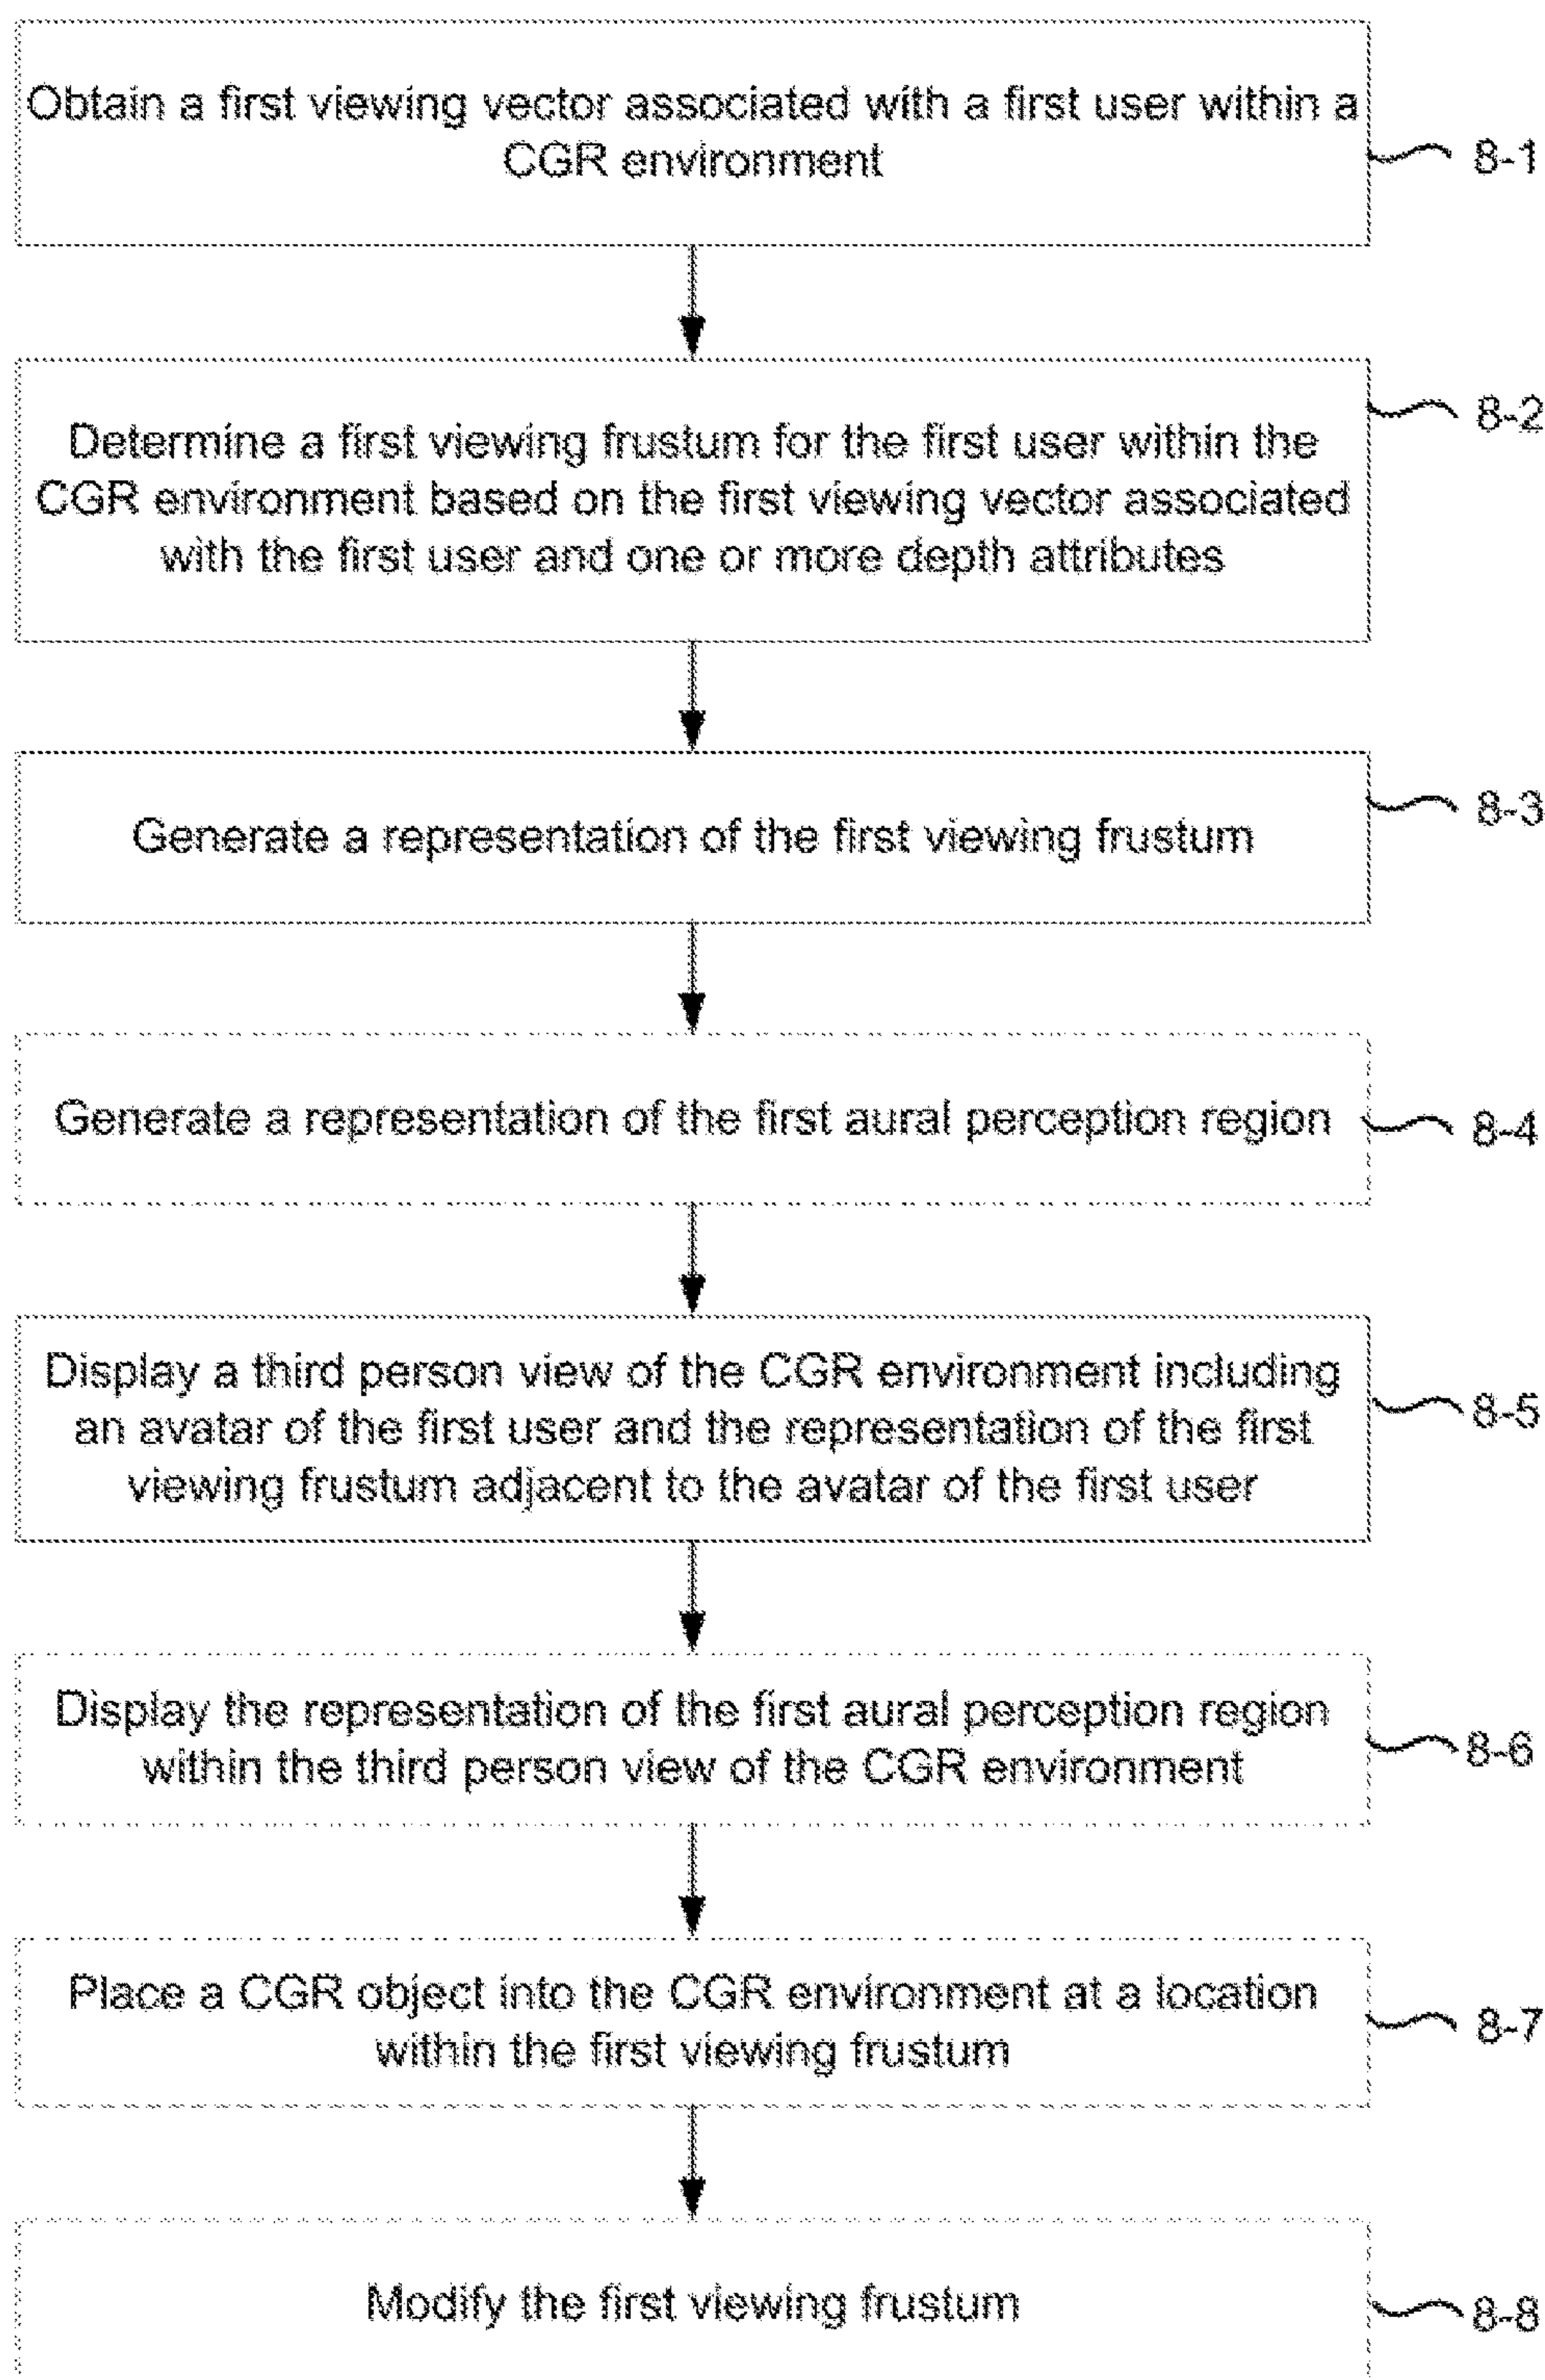 Obtain a first viewing vector associated with a first user within a
CGR environment
8-1
Determine a first viewing frustum for the first user within the
CGR environment based on the first viewing vector associated
with the first user and one or more depth attributes
8-2
Generate a representation of the first viewing frustum
8-3
Generate a representation of the first aural perception region
8-4
Display a third person view of the CGR environment including
an avatar of the first user and the representation of the first
viewing frustum adjacent to the avatar of the first user
8-5
Display the representation of the first aural perception region
within the third person view of the CGR environment
8-6
Place a CGR object into the CGR environment at a location
within the first viewing frustum
8-7
Modify the first viewing frustum
8-8